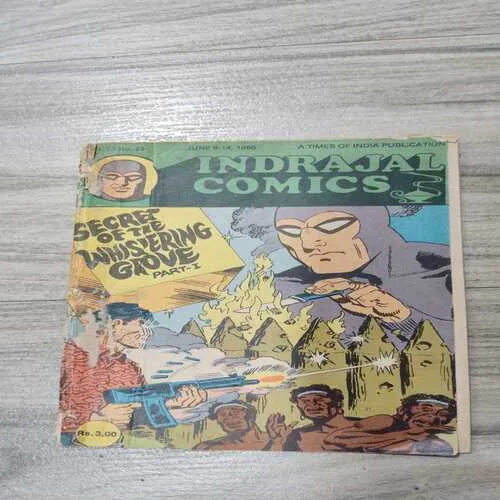 JUNE 8-14, 1986
A TIMES OF INDIA PUBLICATION
INDRAJAL
COMICS
SECRET
OF THE
WHISPERING
GROVE
PART-I
Rs. 3.00